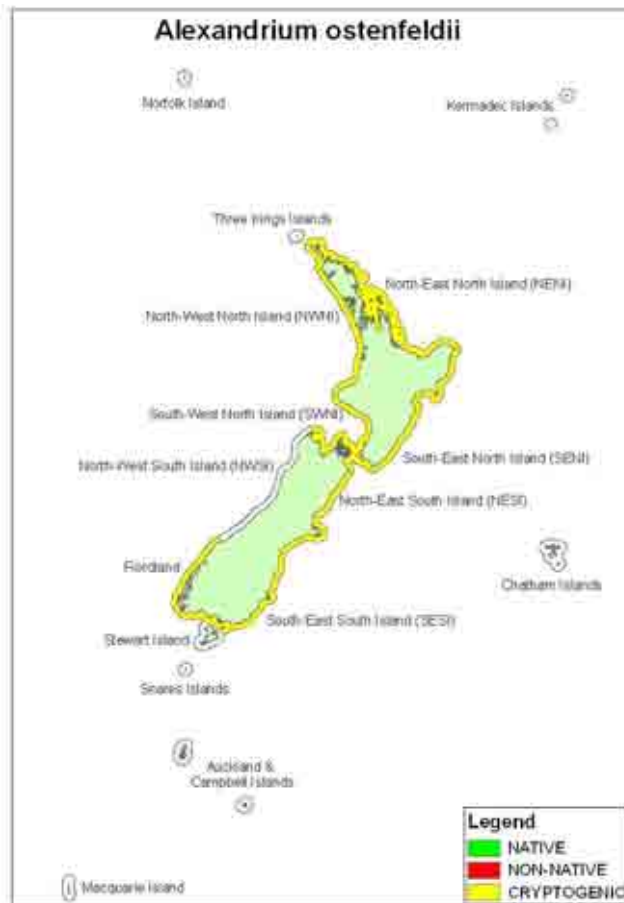 Alexandrium ostenfeldii
Norfolk Island
Kermadec Islands
Three Kings Islands
North-East North Island (NENI)
North-West North Island (NWNI)
South-West North Island (SWNI)
North-West South Island (NWSI)
South-East North Island (SENI)
North-East South Island (NESI)
Fiordland
Chatham Islands
South-East South Island (SESI)
Stewart Island
Snares Islands
Auckland &
Campbell Islands
Macquarie Island
Legend
NATIVE
NON-NATIVE
CRYPTOGENIC